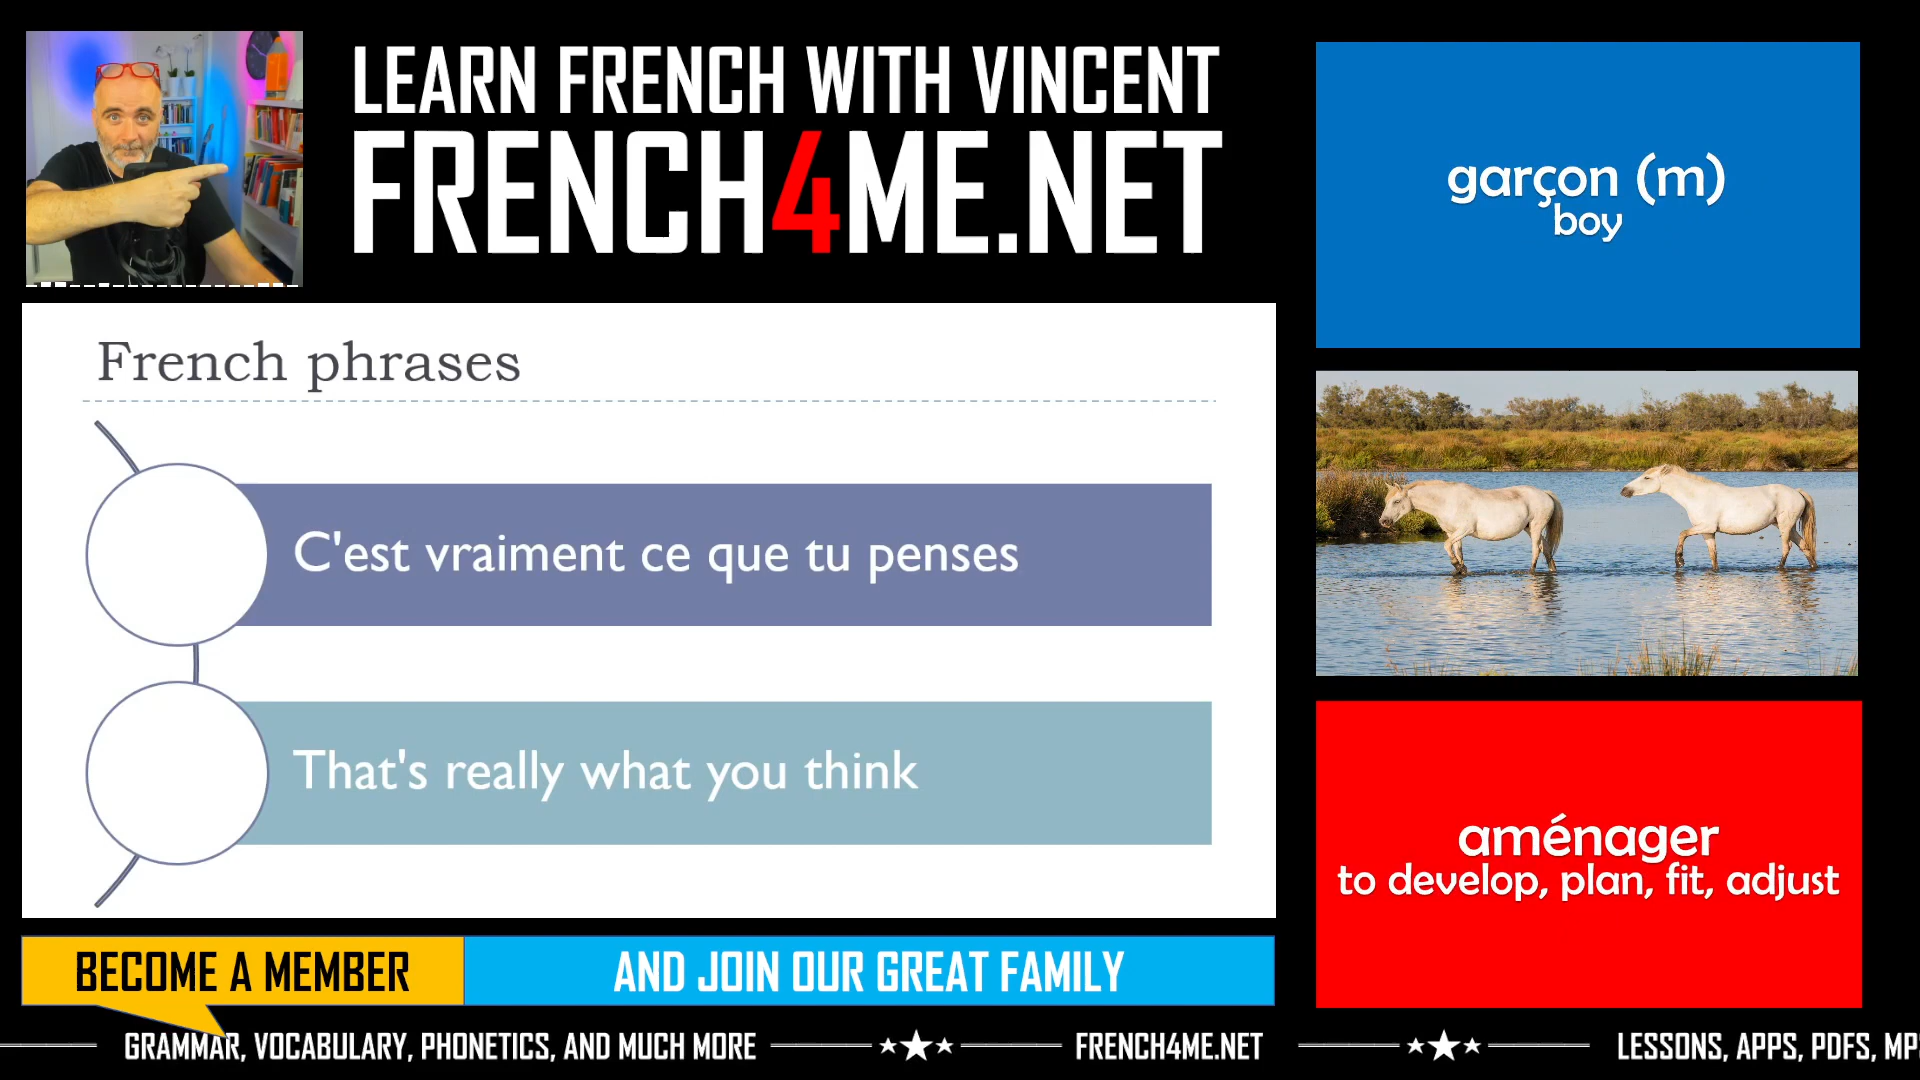 LEARN FRENCH WITH VINCENT
FRENCH4ME.NET
garçon (m)
boy
French phrases
C'est vraiment ce que tu penses
That's really what you think
aménager
to develop, plan, fit, adjust
BECOME A MEMBER
AND JOIN OUR GREAT FAMILY
GRAMMAR, VOCABULARY, PHONETICS, AND MUCH MORE
FRENCH4ME.NET
LESSONS, APPS, PDFS,